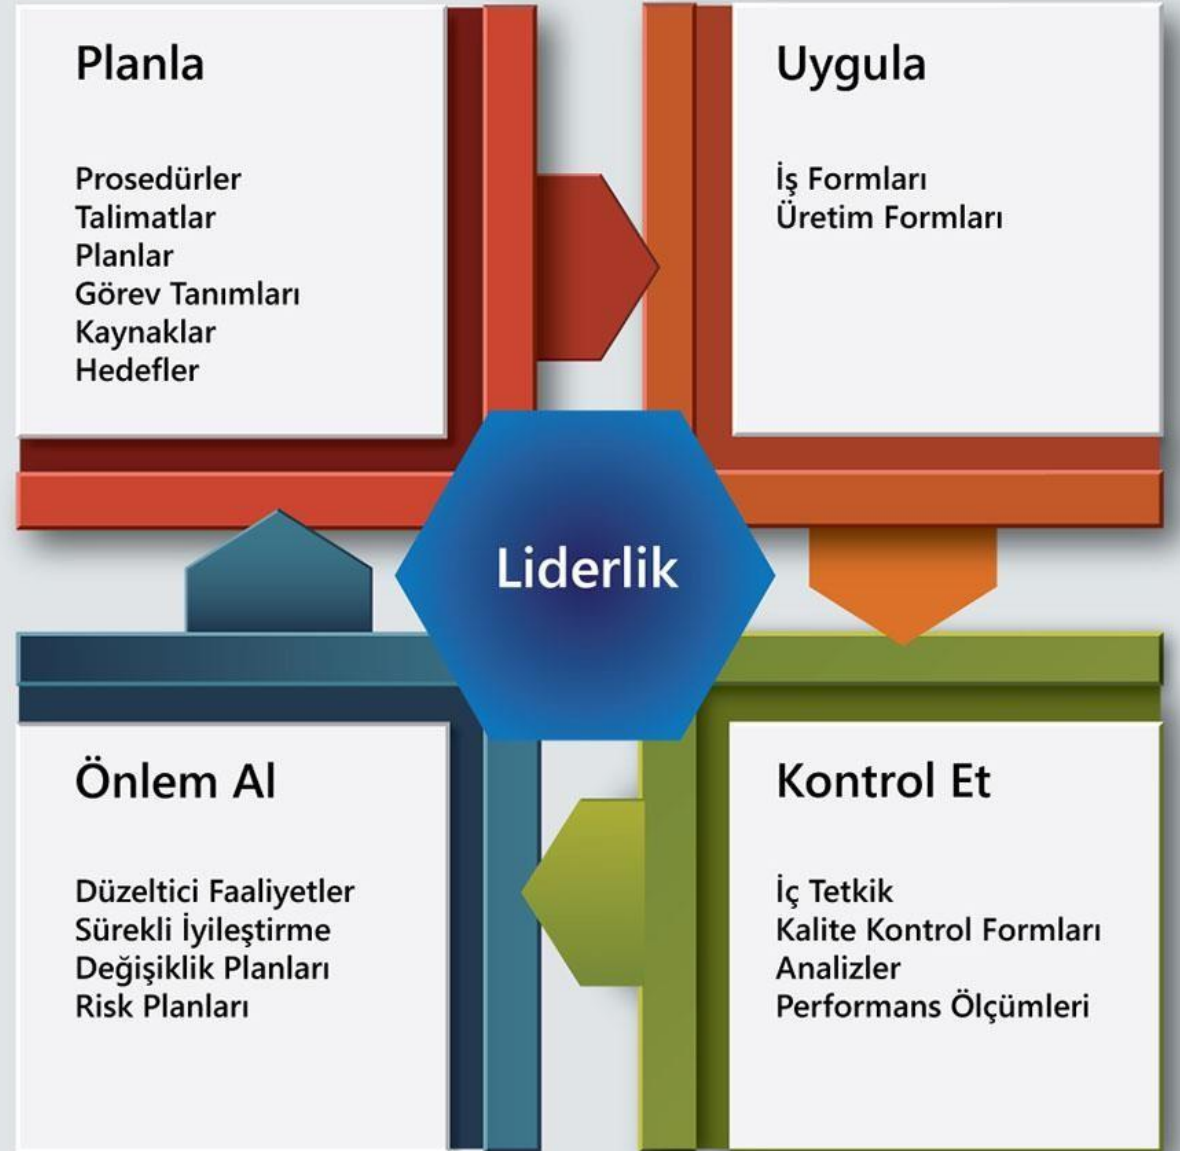 Planla
Prosedürler
Talimatlar
Planlar
Görev Tanımları
Kaynaklar
Hedefler
Uygula
İş Formları
Üretim Formları
Liderlik
Önlem Al
Düzeltici Faaliyetler
Sürekli İyileştirme
Değişiklik Planları
Risk Planları
Kontrol Et
İç Tetkik
Kalite Kontrol Formları
Analizler
Performans Ölçümleri